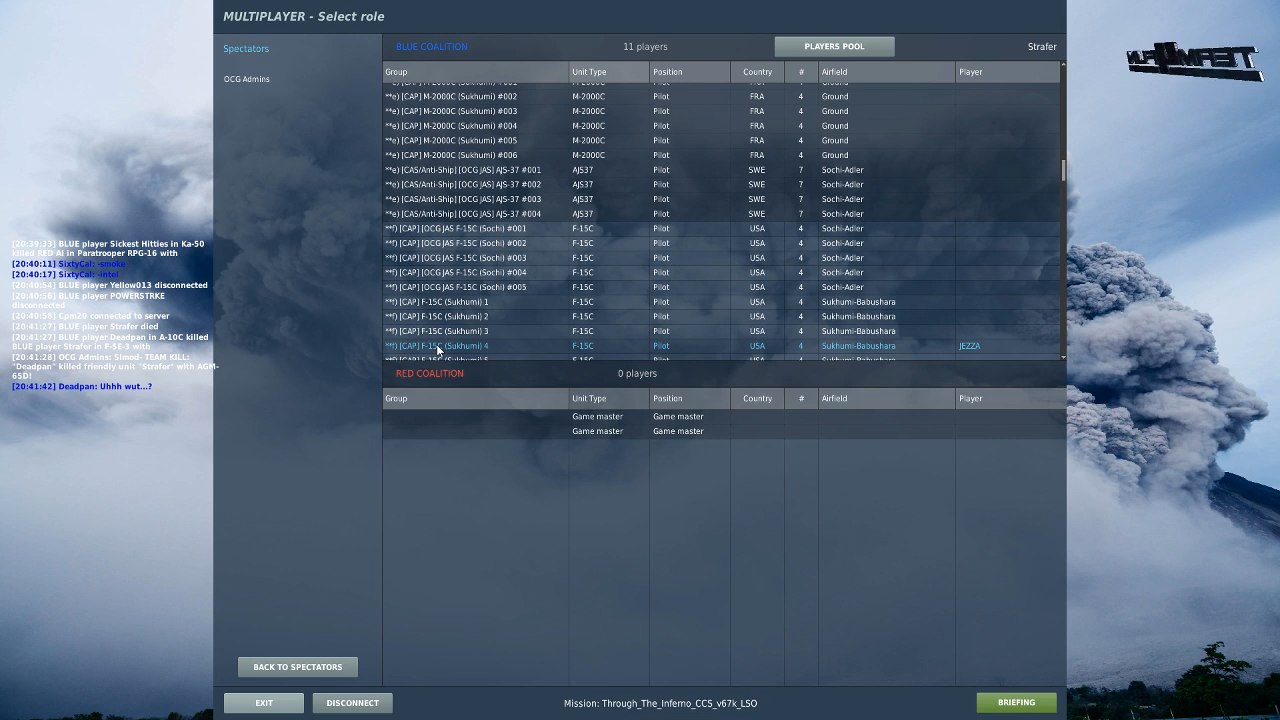 MULTIPLAYER - Select role
Spectators
OCG Admins
BLUE COALITION 11 players PLAYERS POOL Strafer
Group Unit Type Position Country # Airfield Player
**e) [CAP] M-2000C (Sukhumi) #002 M-2000C Pilot FRA 4 Ground
**e) [CAP] M-2000C (Sukhumi) #003 M-2000C Pilot FRA 4 Ground
**e) [CAP] M-2000C (Sukhumi) #004 M-2000C Pilot FRA 4 Ground
**e) [CAP] M-2000C (Sukhumi) #005 M-2000C Pilot FRA 4 Ground
**e) [CAP] M-2000C (Sukhumi) #006 M-2000C Pilot FRA 4 Ground
**e) [CAS/Anti-Ship] [OCG JAS] AJS-37 #001 AJS37 Pilot SWE 7 Sochi-Adler
**e) [CAS/Anti-Ship] [OCG JAS] AJS-37 #002 AJS37 Pilot SWE 7 Sochi-Adler
**e) [CAS/Anti-Ship] [OCG JAS] AJS-37 #003 AJS37 Pilot SWE 7 Sochi-Adler
**e) [CAS/Anti-Ship] [OCG JAS] AJS-37 #004 AJS37 Pilot SWE 7 Sochi-Adler
**f) [CAP] [OCG JAS F-15C (Sochi) #001 F-15C Pilot USA 4 Sochi-Adler
**f) [CAP] [OCG JAS F-15C (Sochi) #002 F-15C Pilot USA 4 Sochi-Adler
**f) [CAP] [OCG JAS F-15C (Sochi) #003 F-15C Pilot USA 4 Sochi-Adler
**f) [CAP] [OCG JAS F-15C (Sochi) #004 F-15C Pilot USA 4 Sochi-Adler
**f) [CAP] [OCG JAS F-15C (Sochi) #005 F-15C Pilot USA 4 Sochi-Adler
**f) [CAP] F-15C (Sukhumi) 1 F-15C Pilot USA 4 Sukhumi-Babushara
**f) [CAP] F-15C (Sukhumi) 2 F-15C Pilot USA 4 Sukhumi-Babushara
**f) [CAP] F-15C (Sukhumi) 3 F-15C Pilot USA 4 Sukhumi-Babushara
**f) [CAP] F-15C (Sukhumi) 4 F-15C Pilot USA 4 Sukhumi-Babushara JEZZA
RED COALITION 0 players
Group Unit Type Position Country # Airfield Player
Game master Game master
Game master Game master
[20:39:33] BLUE player Sickest Hitties in Ka-50
killed RED AI in Paratrooper RPG-16 with
[20:40:11] SixtyCal: -smoke
[20:40:17] SixtyCal: -intel
[20:40:54] BLUE player Yellow013 disconnected
[20:40:56] BLUE player POWERSTRKE
disconnected
[20:40:58] Cpm20 connected to server
[20:41:27] BLUE player Strafer died
[20:41:27] BLUE player Deadpan in A-10C killed
BLUE player Strafer in F-5E-3 with
[20:41:28] OCG Admins: Slmod- TEAM KILL:
"Deadpan" killed friendly unit "Strafer" with AGM-
65D!
[20:41:42] Deadpan: Uhhh wut...?
BACK TO SPECTATORS
EXIT DISCONNECT Mission: Through_The_Inferno_CCS_v67k_LSO BRIEFING